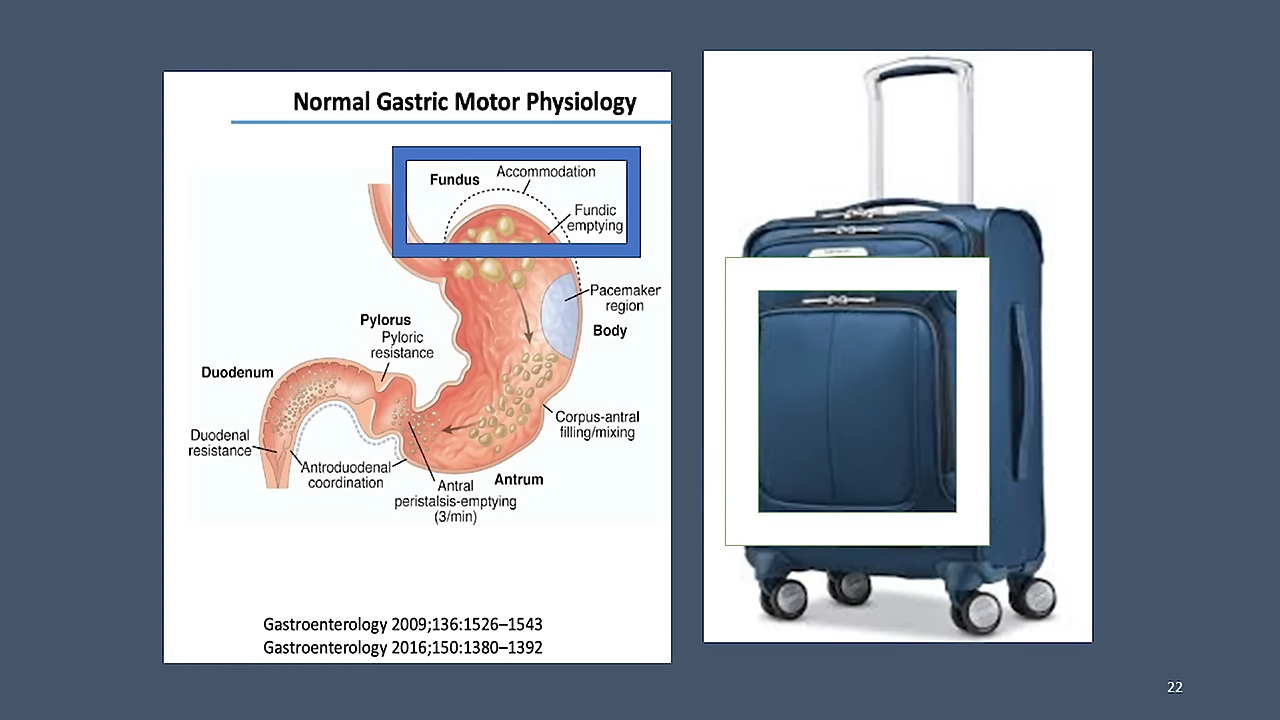 Normal Gastric Motor Physiology
Fundus
Accommodation
Fundic
emptying
Pacemaker
region
Body
Pylorus
Pyloric
resistance
Duodenum
Corpus-antral
filling/mixing
Duodenal
resistance
Antroduodenal
coordination
Antrum
Antral
peristalsis-emptying
(3/min)
Gastroenterology 2009;136:1526–1543
Gastroenterology 2016;150:1380–1392
22